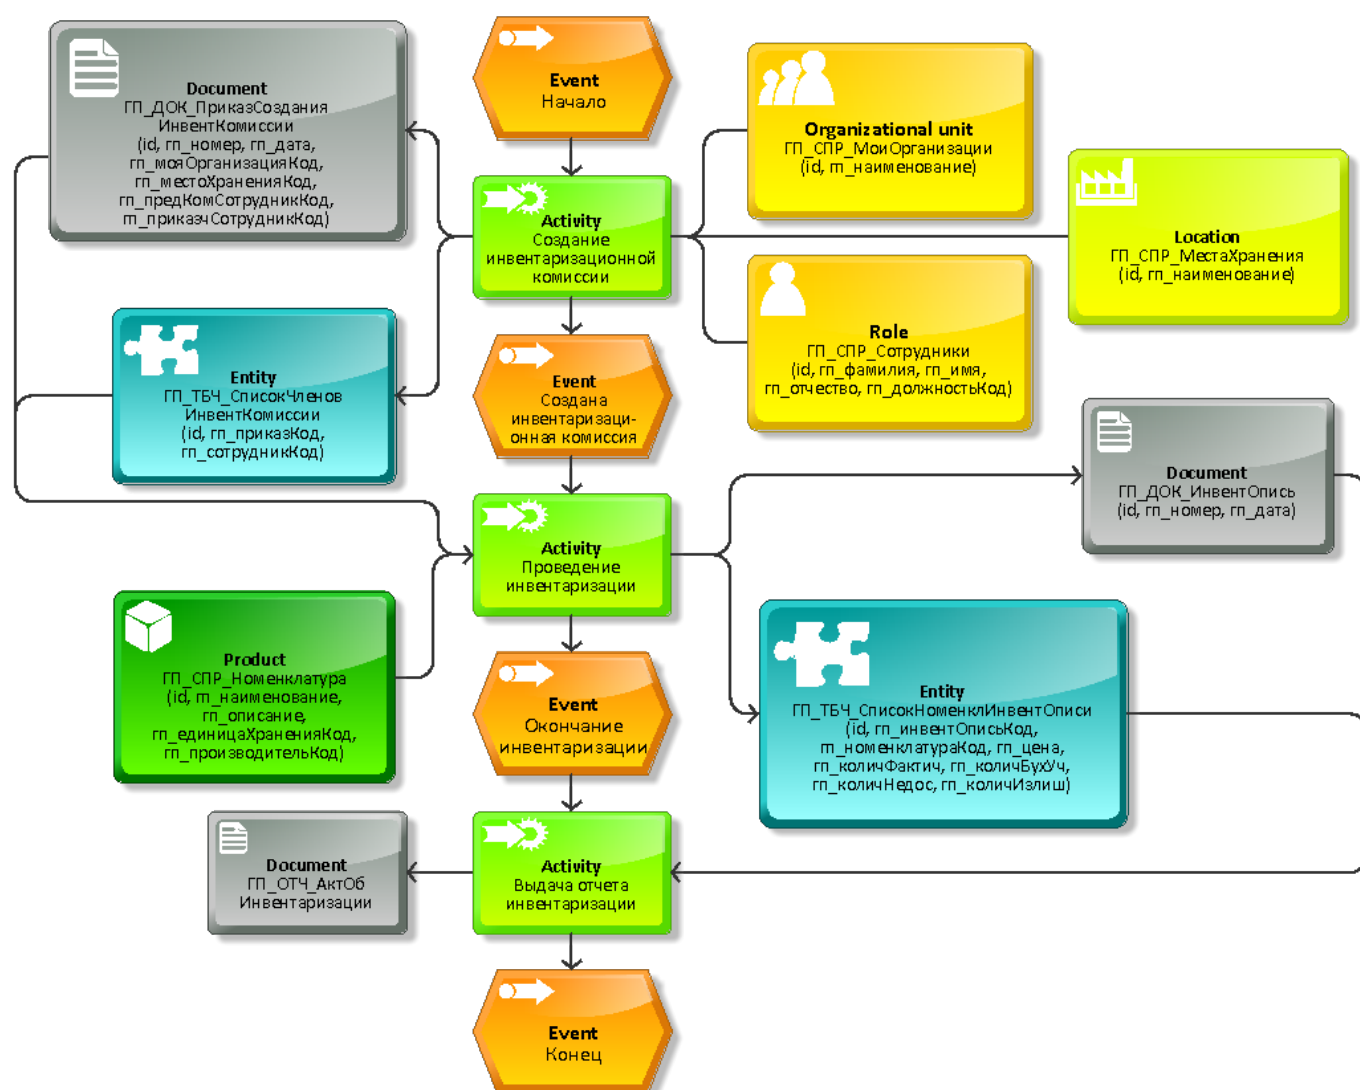 Document
ГП_ДОК_ПриказСоздания
ИнвентКомиссии
(id, гп_номер, гп_дата,
гп_мояОрганизацияКод,
гп_местоХраненияКод,
гп_предКомСотрудникКод,
гп_приказчСотрудникКод)
Event
Начало
Organizational unit
ГП_СПР_МоиОрганизации
(id, гп_наименование)
Activity
Создание
инвентаризационной
комиссии
Location
ГП_СПР_МестаХранения
(id, гп_наименование)
Role
ГП_СПР_Сотрудники
(id, гп_фамилия, гп_имя,
гп_отчество, гп_должностьКод)
Entity
ГП_ТБЧ_СписокЧленов
ИнвентКомиссии
(id, гп_приказКод,
гп_сотрудникКод)
Event
Создана
инвентаризаци-
онная комиссия
Document
ГП_ДОК_ИнвентОпись
(id, гп_номер, гп_дата)
Activity
Проведение
инвентаризации
Product
ГП_СПР_Номенклатура
(id, гп_наименование,
гп_описание,
гп_единицаХраненияКод,
гп_производительКод)
Event
Окончание
инвентаризации
Entity
ГП_ТБЧ_СписокНоменклИнвентОписи
(id, гп_инвентОписьКод,
гп_номенклатураКод, гп_цена,
гп_количФактич, гп_количБухУч,
гп_количНедос, гп_количИзлиш)
Document
ГП_ОТЧ_АктОб
Инвентаризации
Activity
Выдача отчета
инвентаризации
Event
Конец